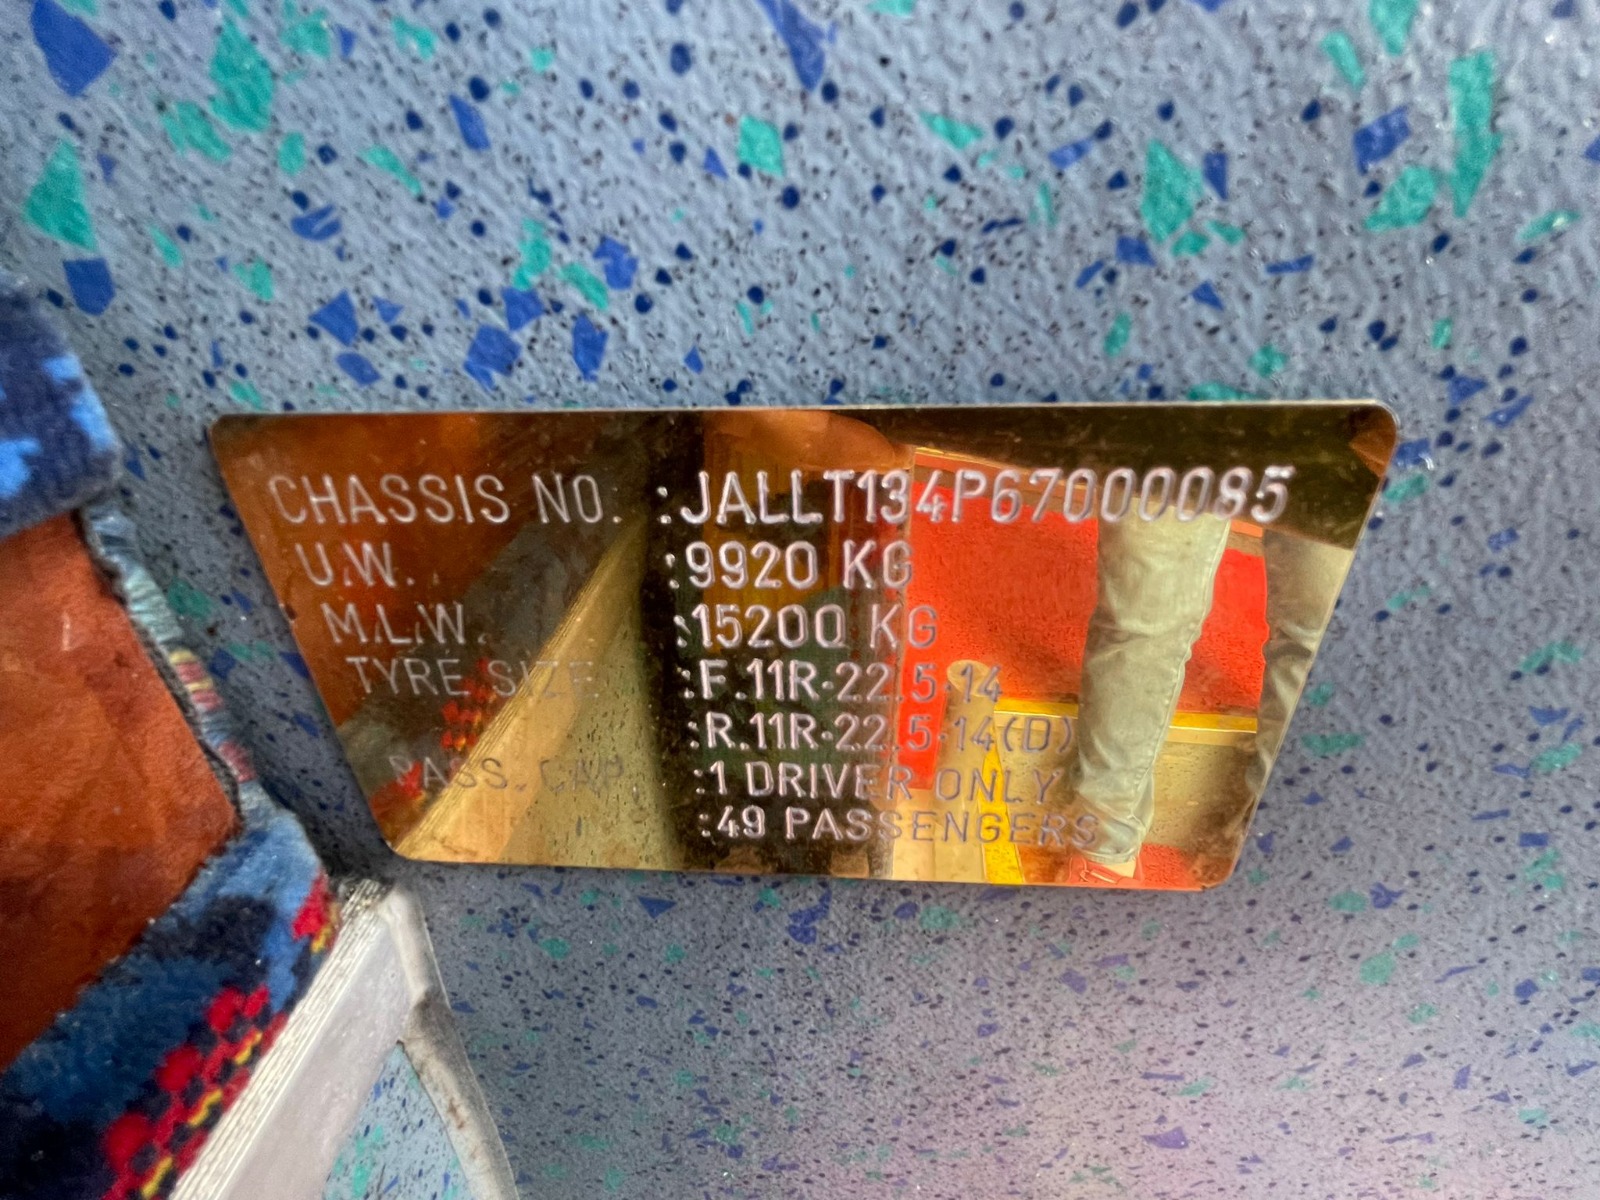 CHASSIS NO. :JALLT134P67000085
U.W. :9920 KG
M.L.W. :15200 KG
TYRE SIZE :F.11R-22.5-14
:R.11R-22.5-14(D)
PASS. CAP :1 DRIVER ONLY
:49 PASSENGERS